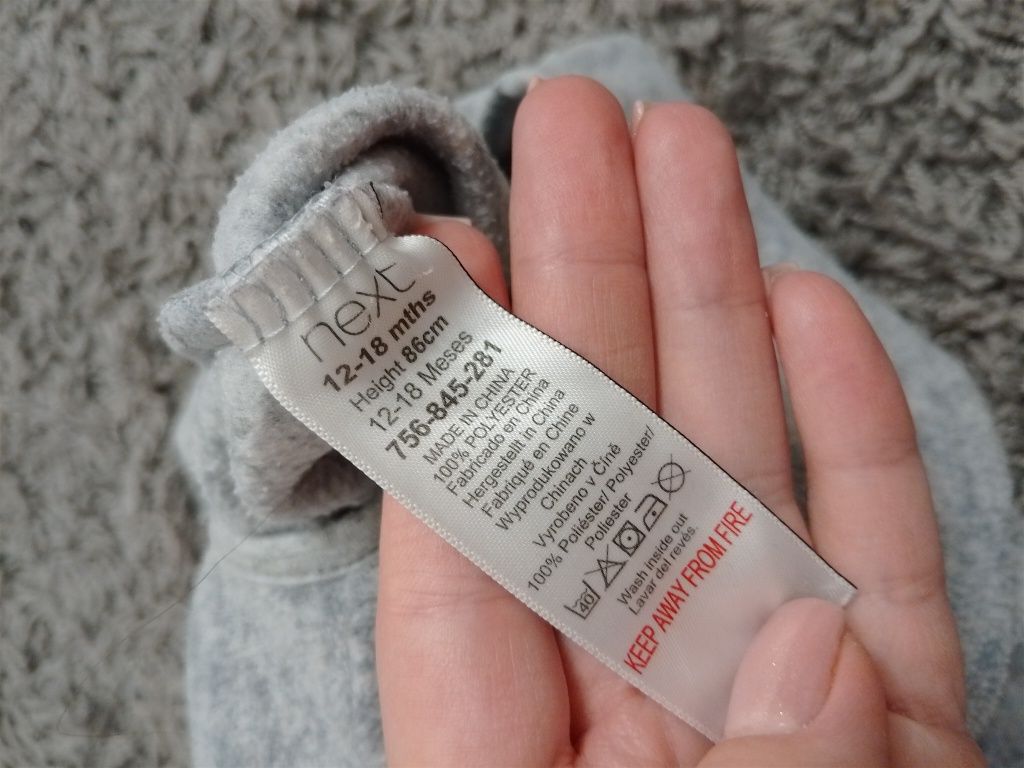 next
12-18 mths
Height 86cm
12-18 Meses
756-845-281
MADE IN CHINA
100% POLYESTER
Fabricado en China
Hergestellt in China
Fabriqué en Chine
Wyprodukowano w
Chinach
Vyrobeno v Číně
100% Poliéster/ Polyester/
Poliester
40
Wash inside out
Lavar del revés.
KEEP AWAY FROM FIRE